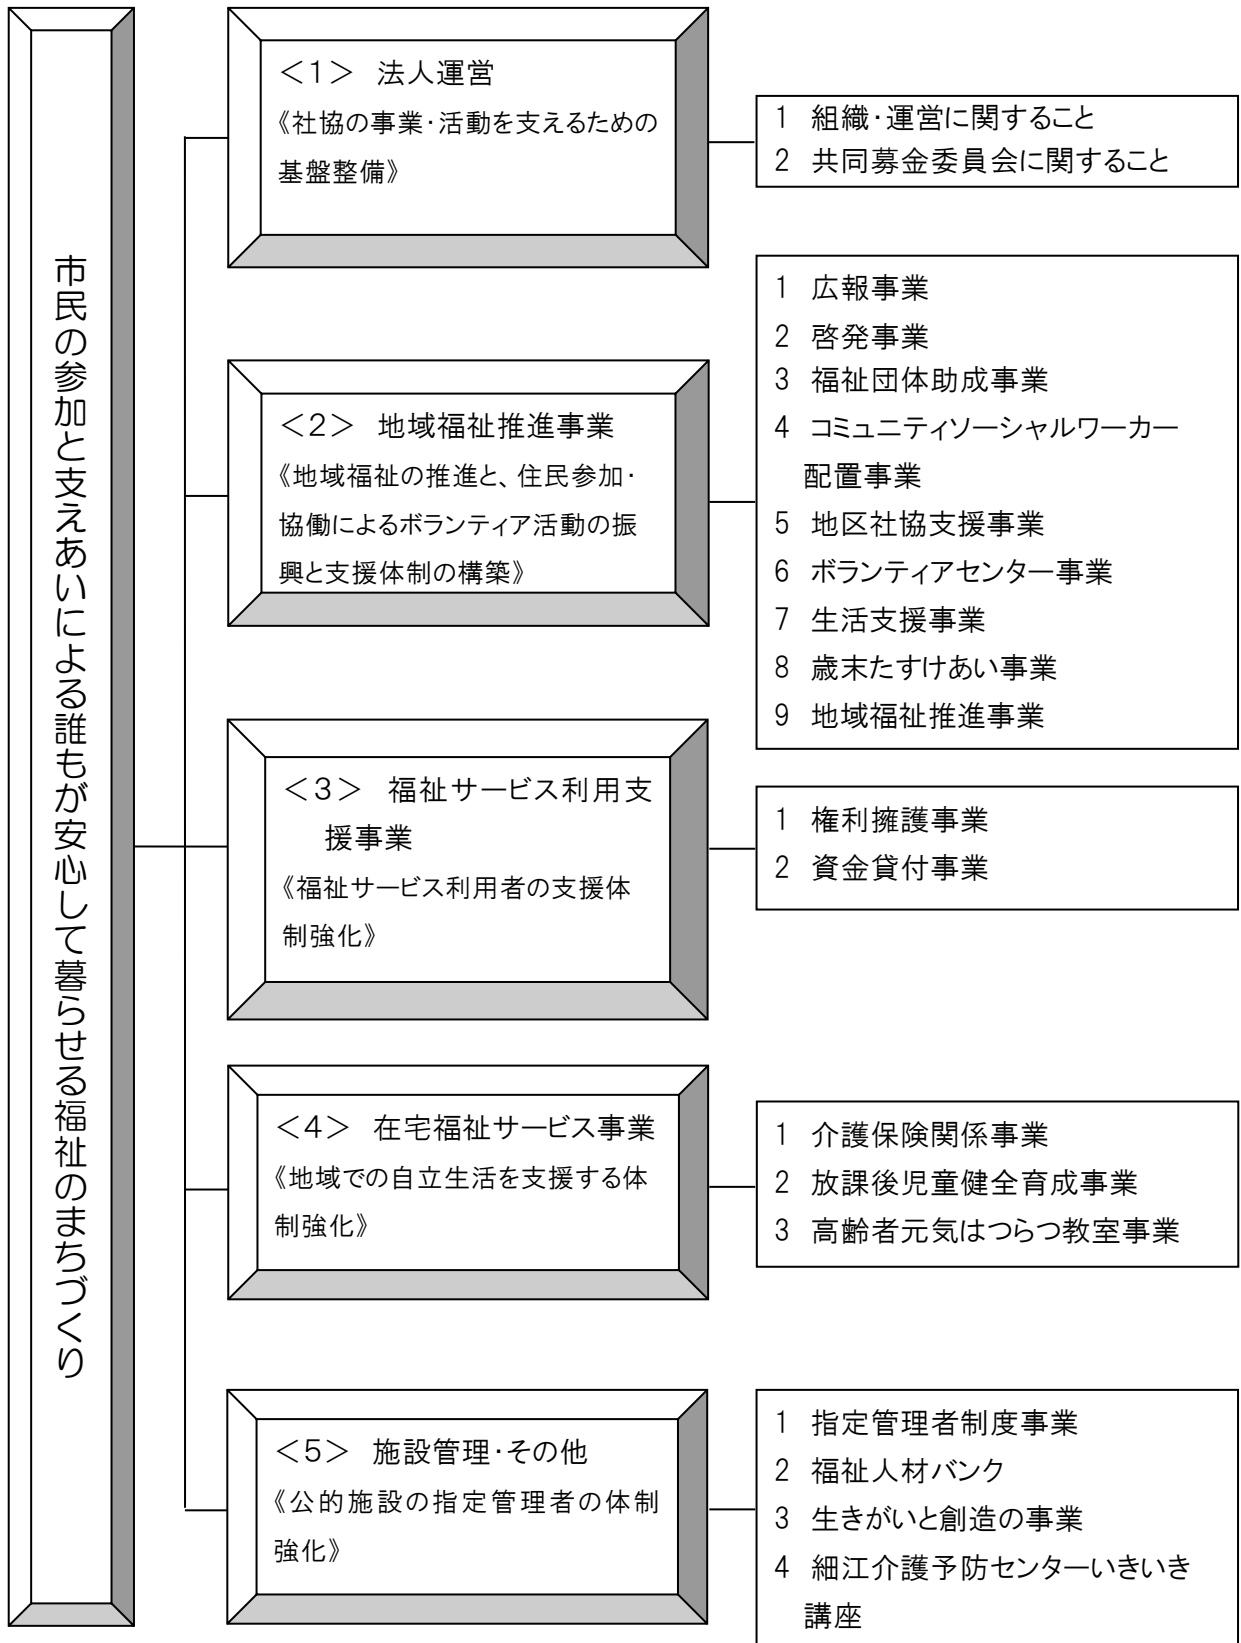 市民の参加と支えあいによる誰もが安心して暮らせる福祉のまちづくり
＜1＞ 法人運営
《社協の事業・活動を支えるための
基盤整備》
1 組織・運営に関すること
2 共同募金委員会に関すること
＜2＞ 地域福祉推進事業
《地域福祉の推進と、住民参加・
協働によるボランティア活動の振
興と支援体制の構築》
1 広報事業
2 啓発事業
3 福祉団体助成事業
4 コミュニティソーシャルワーカー
配置事業
5 地区社協支援事業
6 ボランティアセンター事業
7 生活支援事業
8 歳末たすけあい事業
9 地域福祉推進事業
＜3＞ 福祉サービス利用支
援事業
《福祉サービス利用者の支援体
制強化》
1 権利擁護事業
2 資金貸付事業
＜4＞ 在宅福祉サービス事業
《地域での自立生活を支援する体
制強化》
1 介護保険関係事業
2 放課後児童健全育成事業
3 高齢者元気はつらつ教室事業
＜5＞ 施設管理・その他
《公的施設の指定管理者の体制
強化》
1 指定管理者制度事業
2 福祉人材バンク
3 生きがいと創造の事業
4 細江介護予防センターいきいき
講座